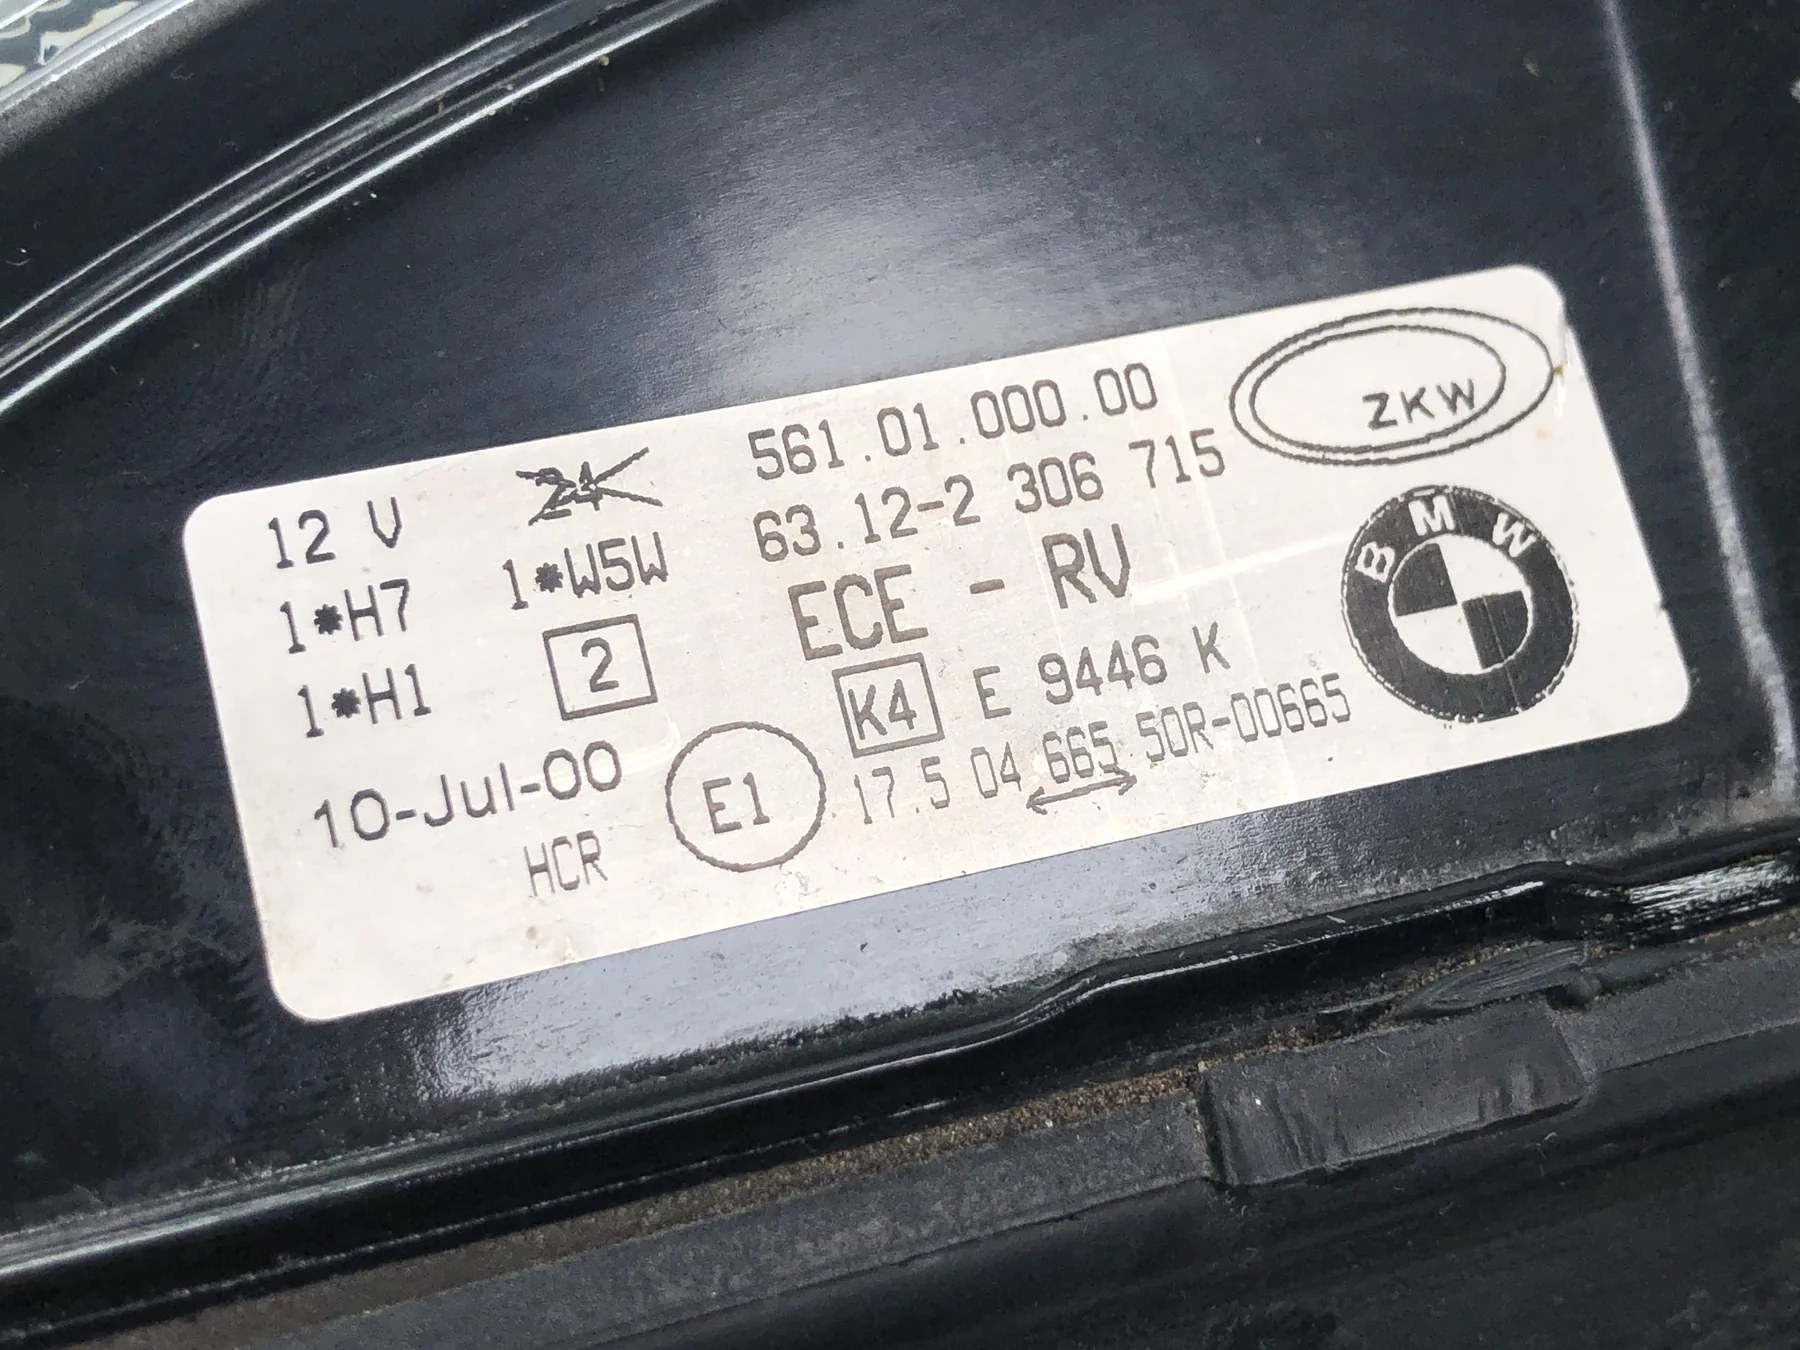 561.01.000.00
ZKW
12 V 24 63.12-2 306 715
1*H7 1*W5W ECE - RV
BMW
1*H1 2 K4 E 9446 K
10-Jul-00 E1 17.5 04 665 50R-00665
HCR